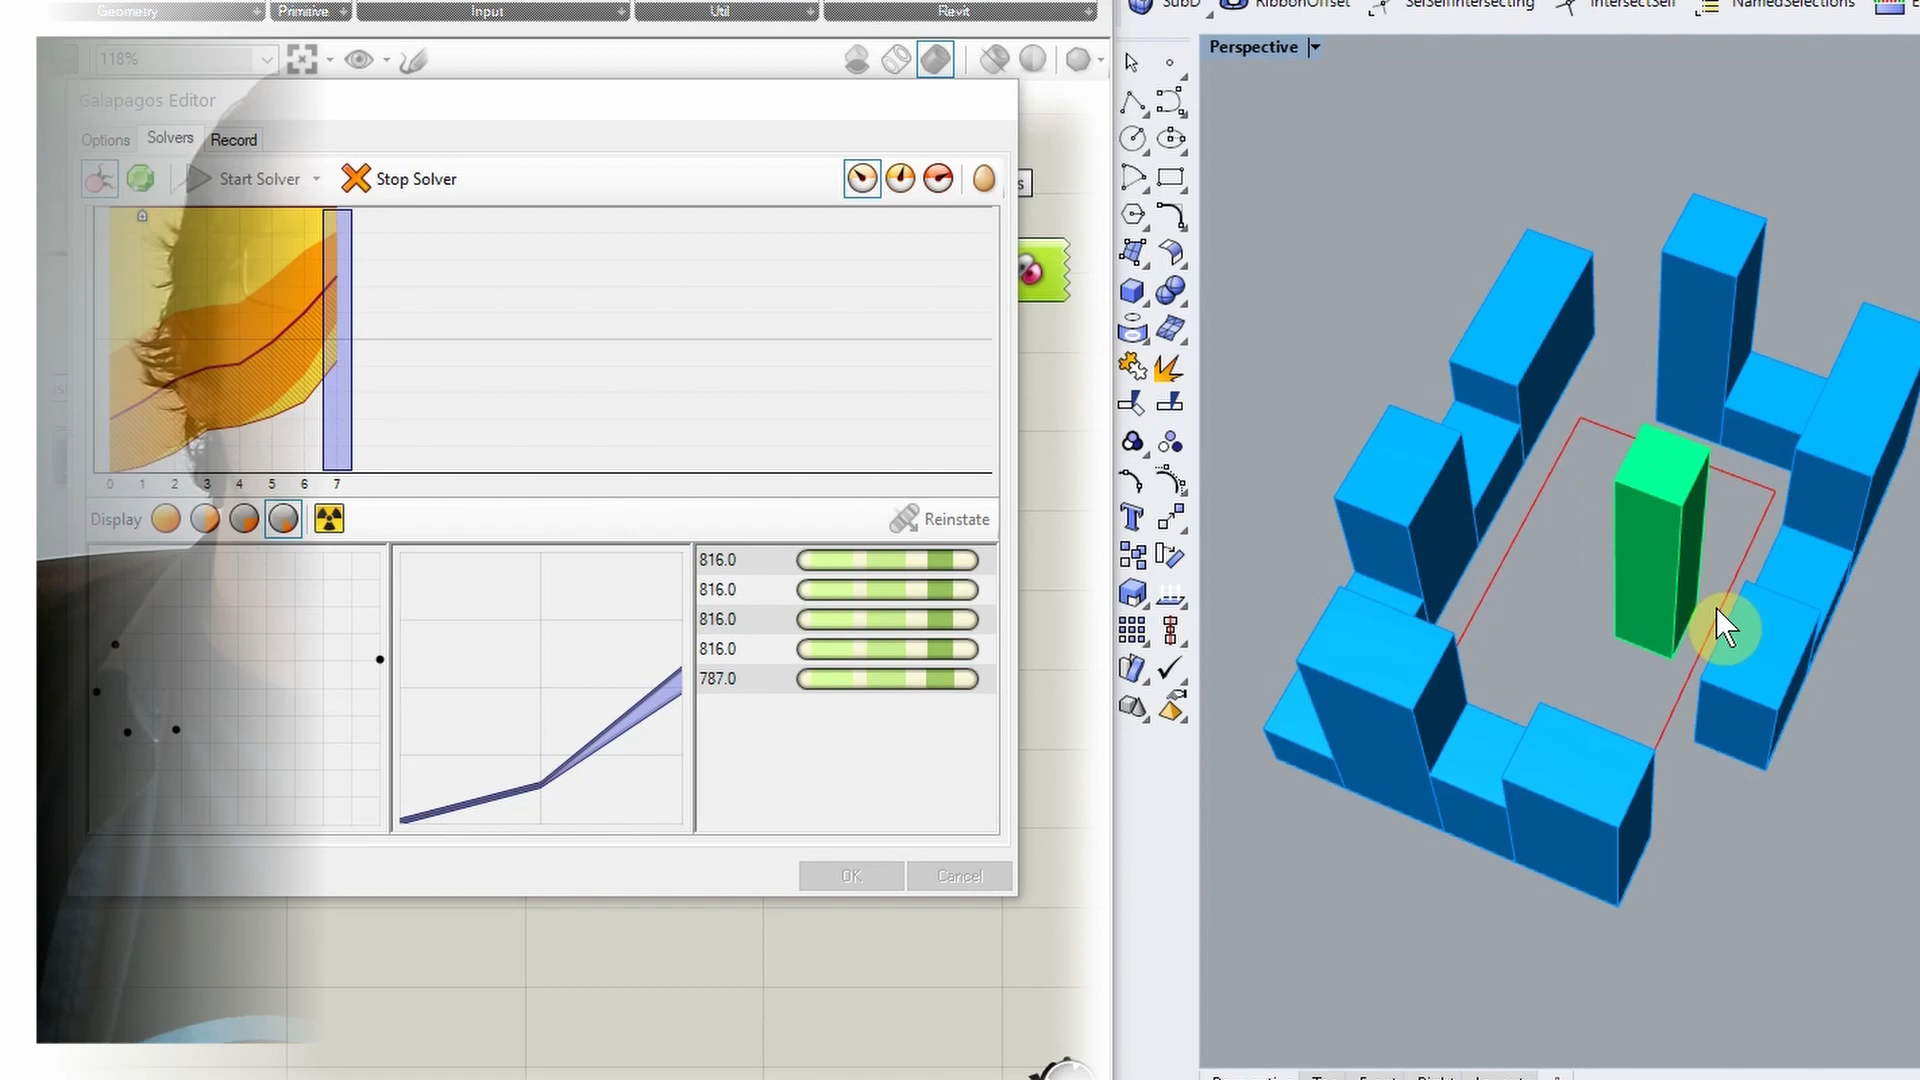 Geometry Primitive Input Util Revit
SubD RibbonOffset SelSelfIntersecting IntersectSelf NamedSelections
Perspective
118%
Galapagos Editor
Options Solvers Record
Start Solver Stop Solver
0 1 2 3 4 5 6 7
Display Reinstate
816.0
816.0
816.0
816.0
787.0
OK Cancel